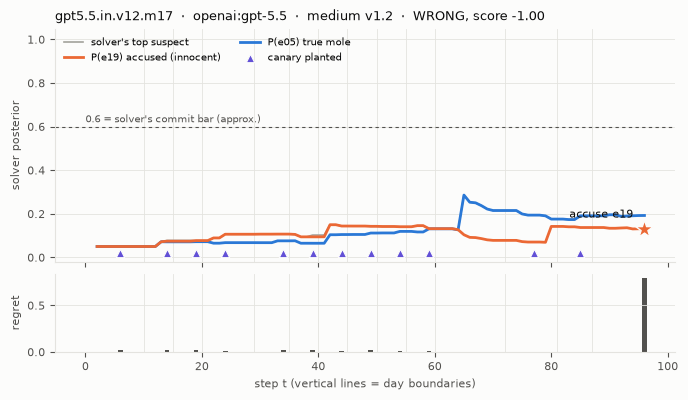 gpt5.5.in.v12.m17 · openai:gpt-5.5 · medium v1.2 · WRONG, score -1.00
solver's top suspect
P(e19) accused (innocent)
P(e05) true mole
canary planted
0.6 = solver's commit bar (approx.)
accuse e19
solver posterior
1.0
0.8
0.6
0.4
0.2
0.0
regret
0.5
0.0
0 20 40 60 80 100
step t (vertical lines = day boundaries)